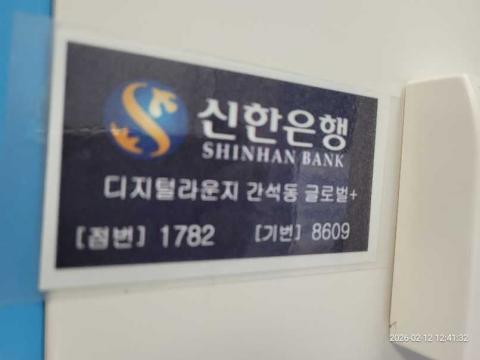 신한은행
SHINHAN BANK
디지털라운지 간석동 글로벌+
[점번] 1782 [기번] 8609
2026-02-12 12:41:32